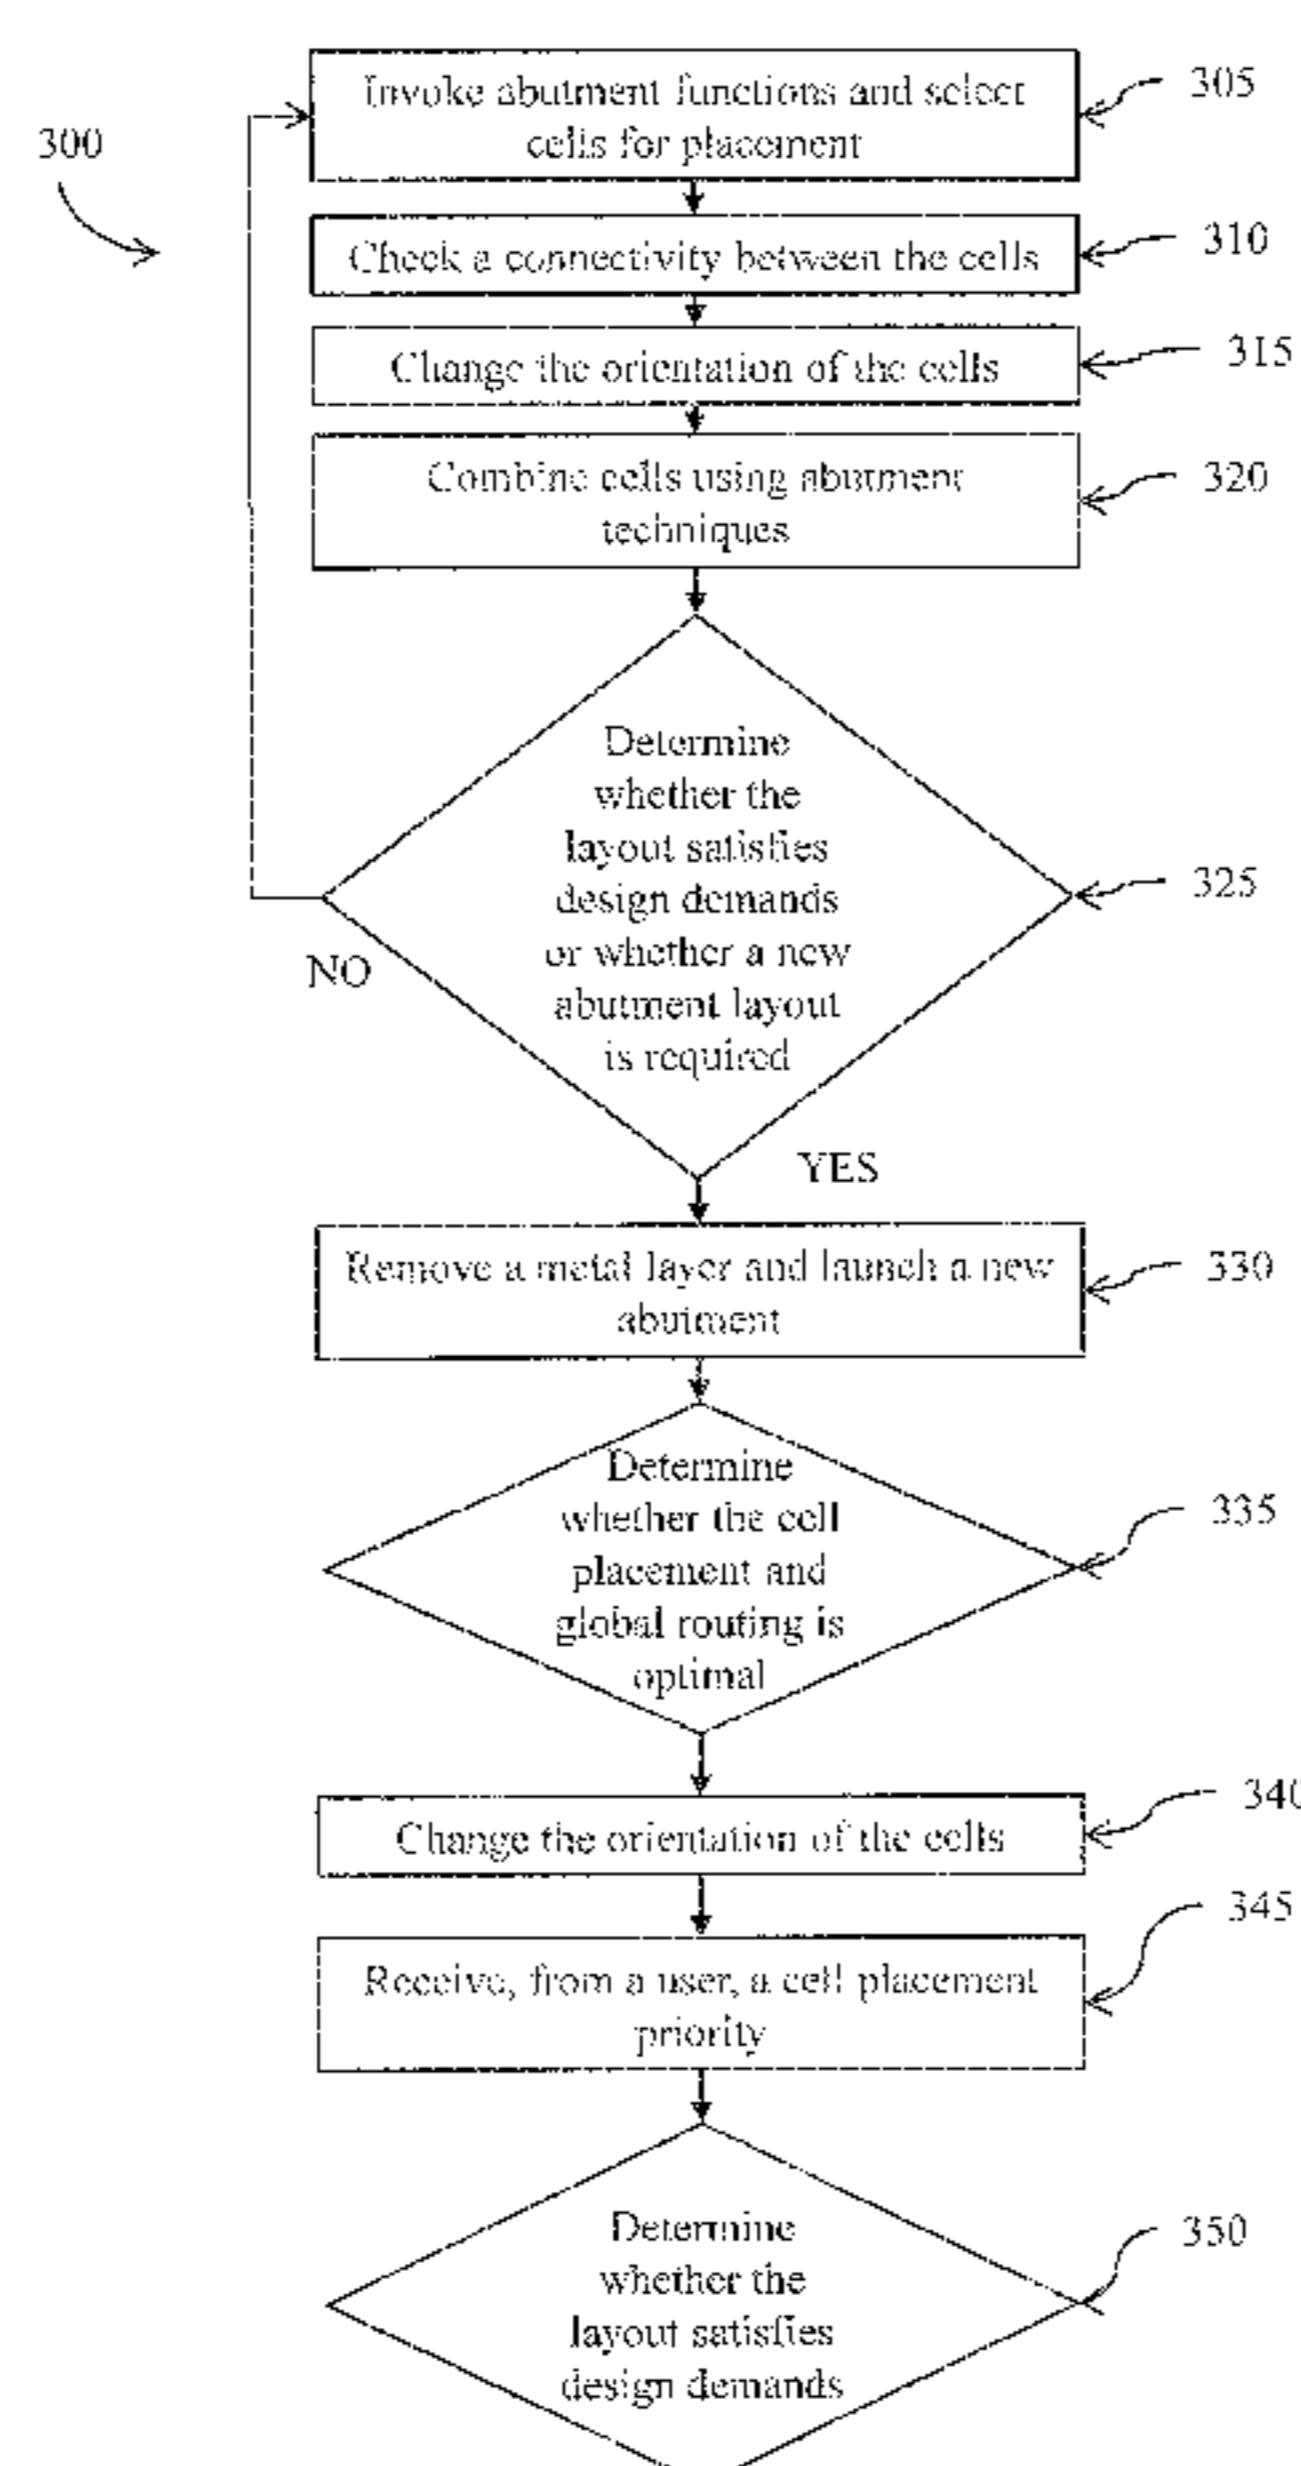 300
Invoke abutment functions and select
cells for placement
305
Check a connectivity between the cells
310
Change the orientation of the cells
315
Combine cells using abutment
techniques
320
Determine
whether the
layout satisfies
design demands
or whether a new
abutment layout
is required
325
NO
YES
Remove a metal layer and launch a new
abutment
330
Determine
whether the cell
placement and
global routing is
optimal
335
Change the orientation of the cells
340
Receive, from a user, a cell placement
priority
345
Determine
whether the
layout satisfies
design demands
350